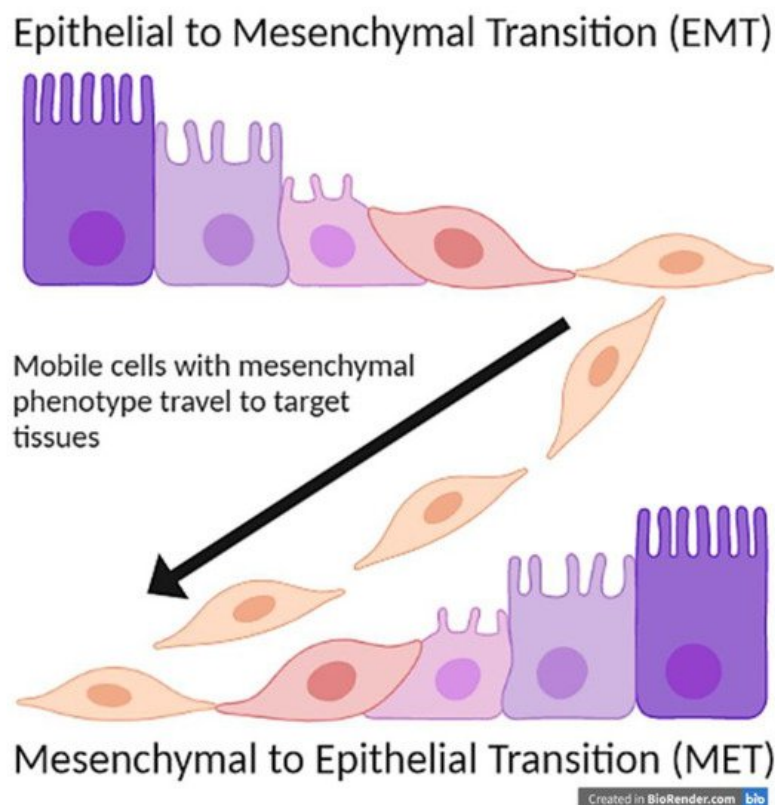 Epithelial to Mesenchymal Transition (EMT)
Mobile cells with mesenchymal
phenotype travel to target
tissues
Mesenchymal to Epithelial Transition (MET)
Created in BioRender.com bio